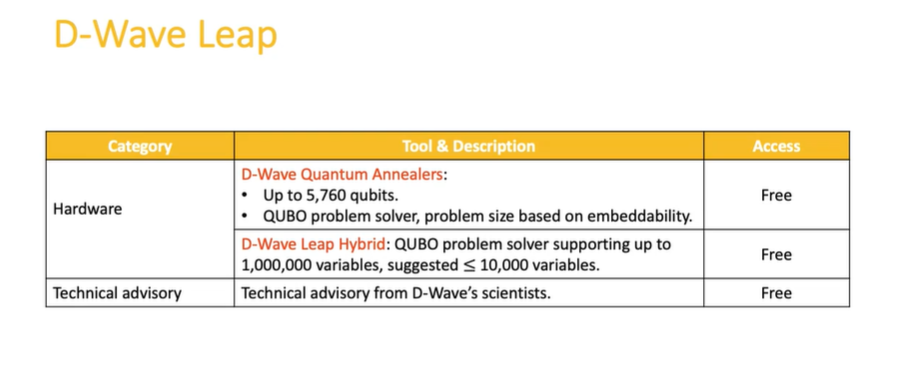 D-Wave Leap
Category Tool & Description Access
D-Wave Quantum Annealers:
• Up to 5,760 qubits.
• QUBO problem solver, problem size based on embeddability.
Hardware
Free
D-Wave Leap Hybrid: QUBO problem solver supporting up to
1,000,000 variables, suggested ≤ 10,000 variables.
Free
Technical advisory Technical advisory from D-Wave’s scientists. Free